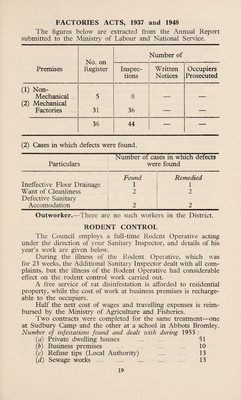 FACTORIES ACTS, 1937 and 1948
The figures below are extracted from the Annual Report
submitted to the Ministry of Labour and National Service.
Premises
No. on Register
Number of
Inspections
Written Notices
Occupiers Prosecuted
(1) Non-
Mechanical 5 8 — —
(2) Mechanical
Factories 31 36 — —
36 44 — —
(2) Cases in which defects were found.
Particulars
Number of cases in which defects
were found
Found Remedied
Ineffective Floor Drainage 1 1
Want of Cleanliness 2 2
Defective Sanitary
Accomodation 2 2
Outworker.—There are no such workers in the District.
RODENT CONTROL
The Council employs a full-time Rodent Operative acting
under the direction of your Sanitary Inspector, and details of his
year's work are given below.
During the illness of the Rodent Operative, which was
for 23 weeks, the Additional Sanitary Inspector dealt with all com-
plaints, but the illness of the Rodent Operative had considerable
effect on the rodent control work carried out.
A free service of rat disinfestation is afforded to residential
property, while the cost of work at business premises is recharge-
able to the occupiers.
Half the nett cost of wages and travelling expenses is reim-
bursed by the Ministry of Agriculture and Fisheries.
Two contracts were completed for the same treatment—one
at Sudbury Camp and the other at a school in Abbots Bromley.
Number of infestations found and dealt with during 1953:
(a) Private dwelling houses 51
(b) Business premises 10
(c) Refuse tips (Local Authority) 13
(d) Sewage works 13
19